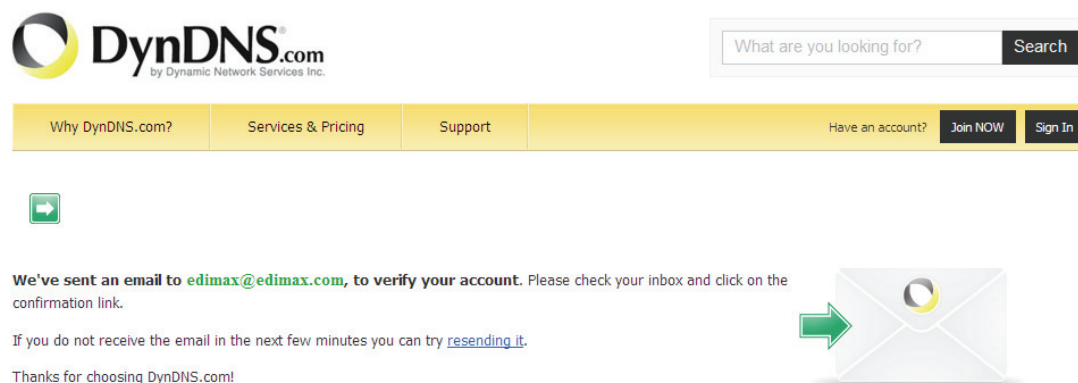 DynDNS.com
by Dynamic Network Services Inc.
What are you looking for? Search
Why DynDNS.com? Services & Pricing Support Have an account? Join NOW Sign In
We've sent an email to edimax@edimax.com, to verify your account. Please check your inbox and click on the
confirmation link.
If you do not receive the email in the next few minutes you can try resending it.
Thanks for choosing DynDNS.com!